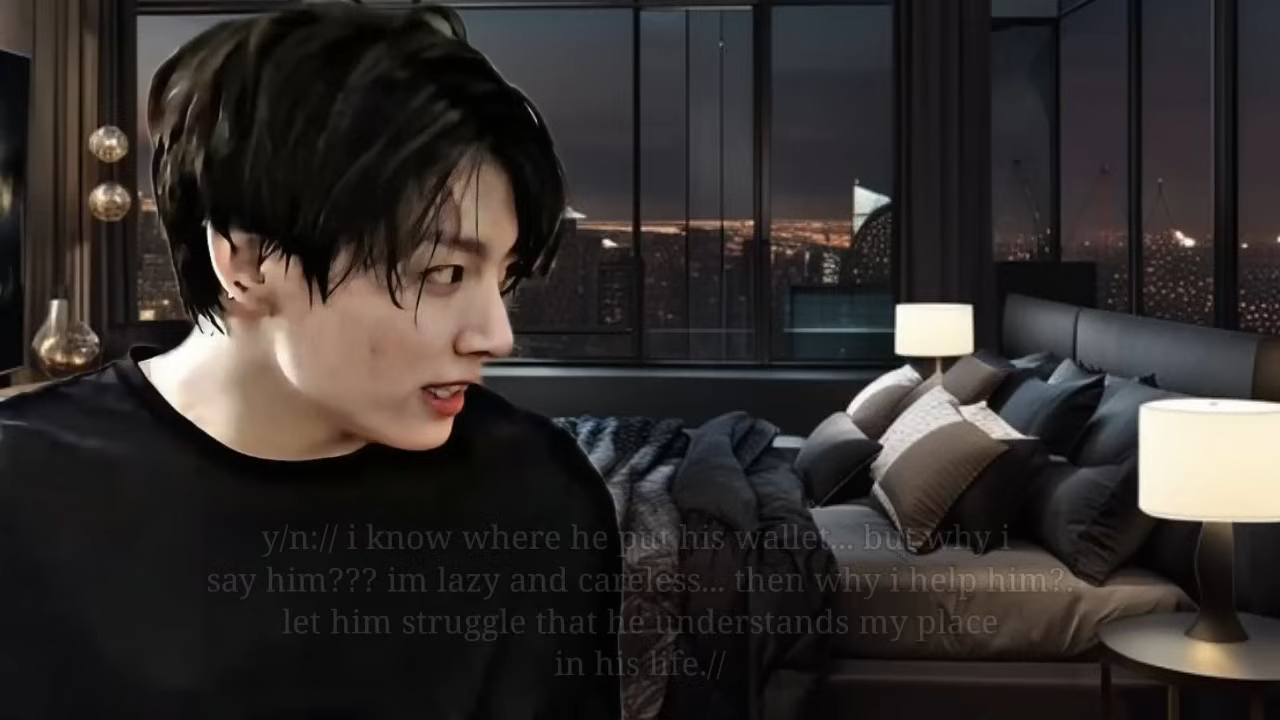 y/n:// i know where he put his wallet... but why i
say him??? im lazy and careless... then why i help him?.
let him struggle that he understands my place
in his life.//